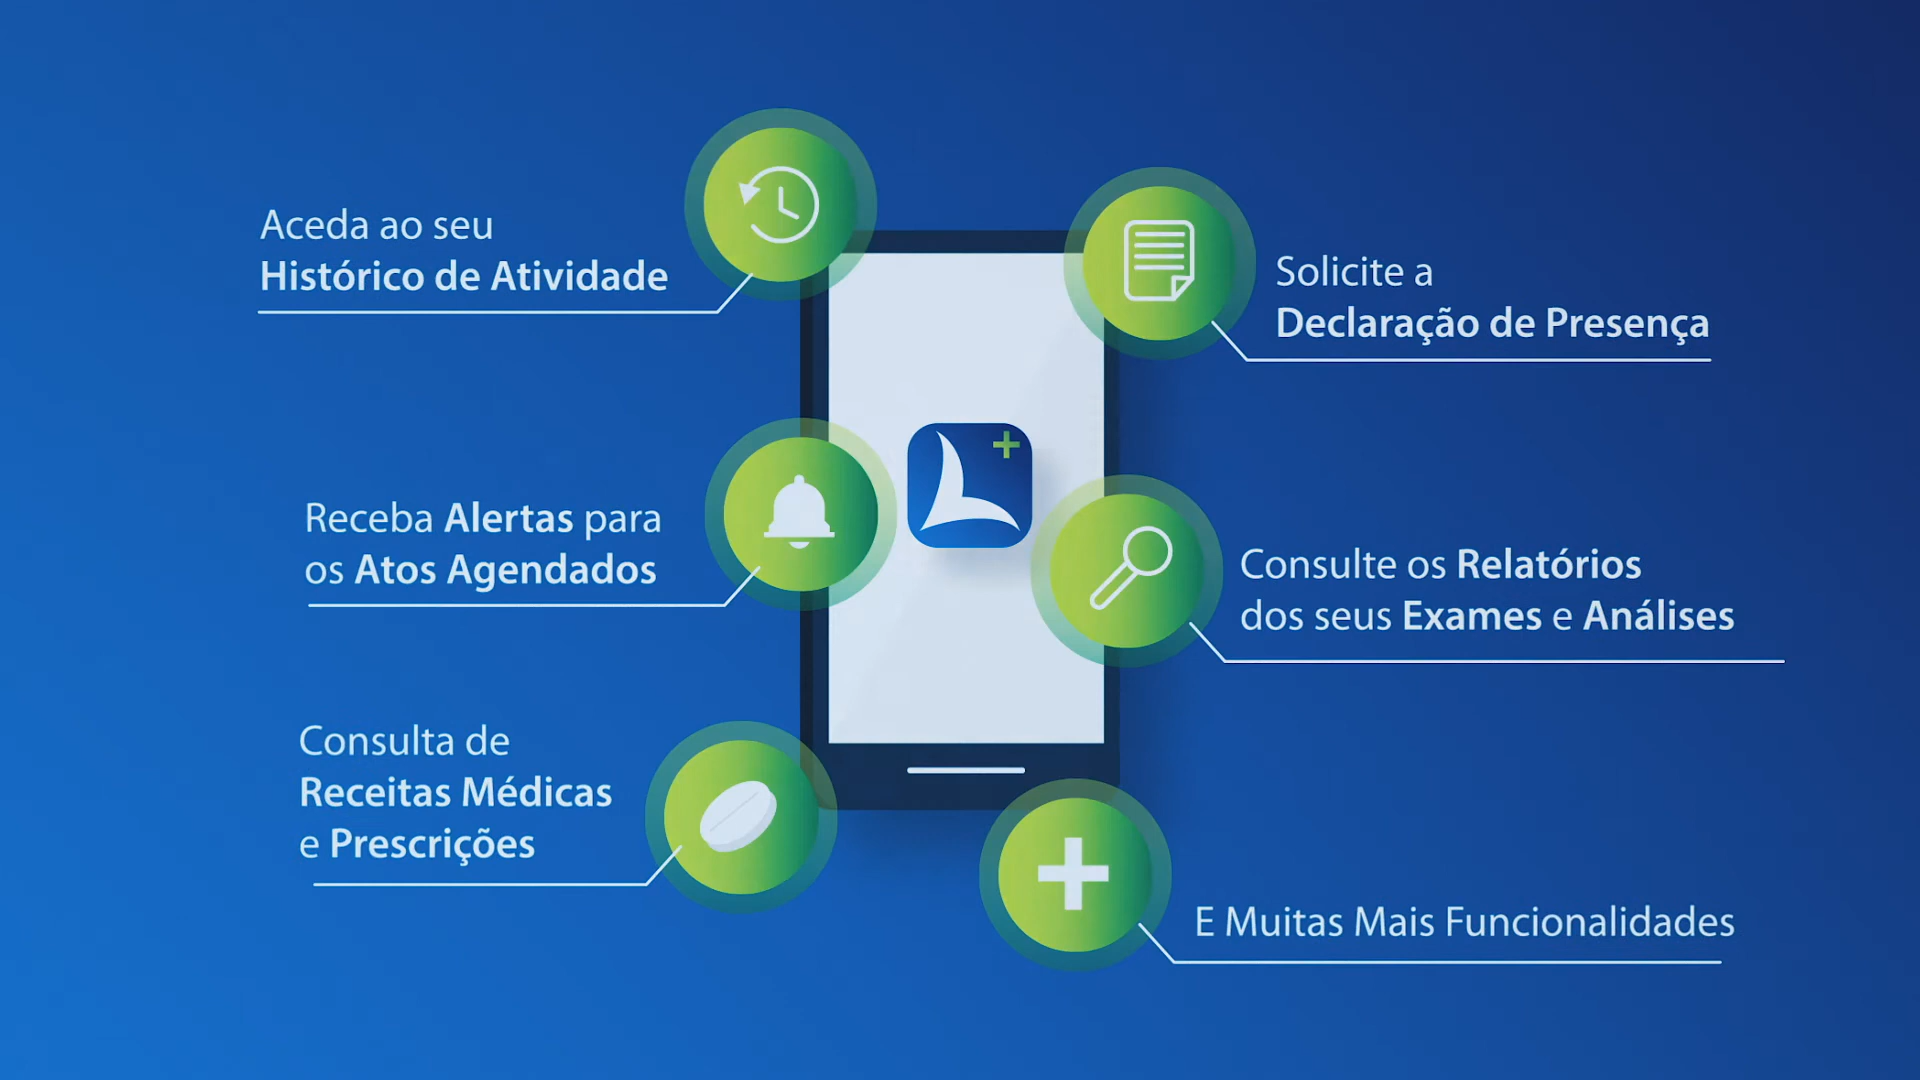 Aceda ao seu
Histórico de Atividade
Receba Alertas para
os Atos Agendados
Consulta de
Receitas Médicas
e Prescrições
Solicite a
Declaração de Presença
Consulte os Relatórios
dos seus Exames e Análises
E Muitas Mais Funcionalidades